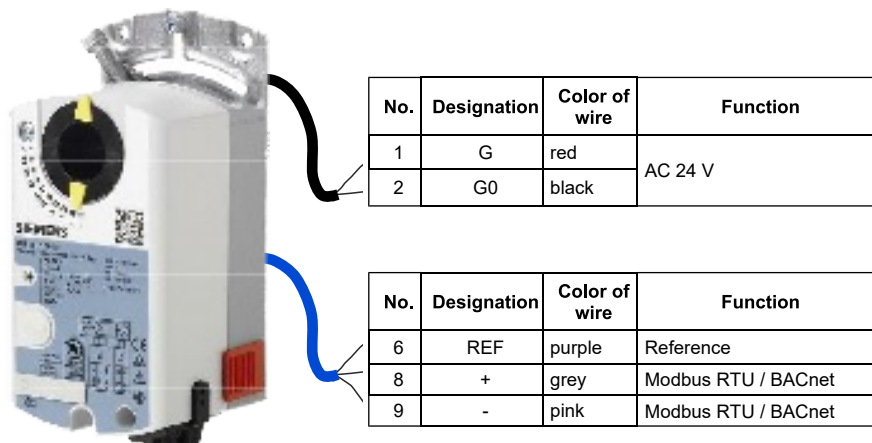 SIEMENS
No. Designation Color of wire Function
1 G red AC 24 V
2 G0 black
No. Designation Color of wire Function
6 REF purple Reference
8 + grey Modbus RTU / BACnet
9 - pink Modbus RTU / BACnet